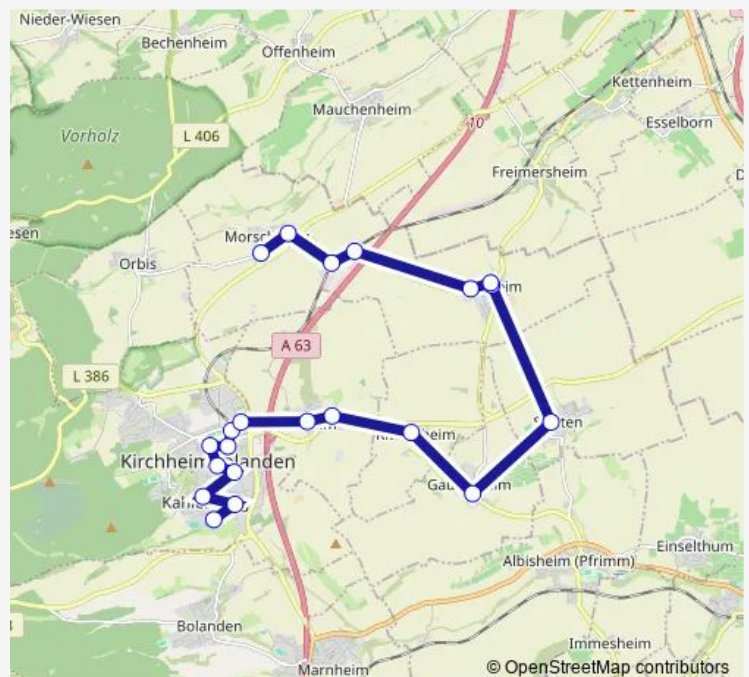 Nieder-Wiesen
Bechenheim
Offenheim
Kettenheim
Mauchenheim
Esselborn
10
Vorholz
L 406
Freimersheim
Orbis
A 63
L 386
Albisheim (Pfrimm)
Einselthum
Bolanden
Immesheim
Marnheim
© OpenStreetMap contributors